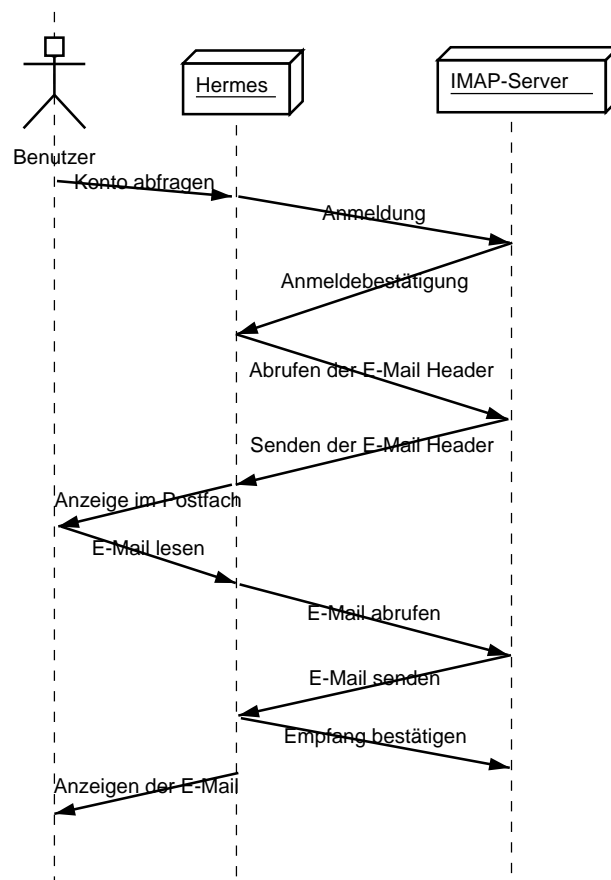 Hermes
IMAP-Server
Benutzer
Konto abfragen
Anmeldung
Anmeldebestätigung
Abrufen der E-Mail Header
Senden der E-Mail Header
Anzeige im Postfach
E-Mail lesen
E-Mail abrufen
E-Mail senden
Empfang bestätigen
Anzeigen der E-Mail